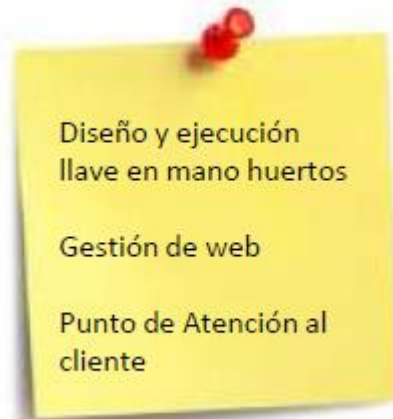 Diseño y ejecución
llave en mano huertos
Gestión de web
Punto de Atención al
cliente